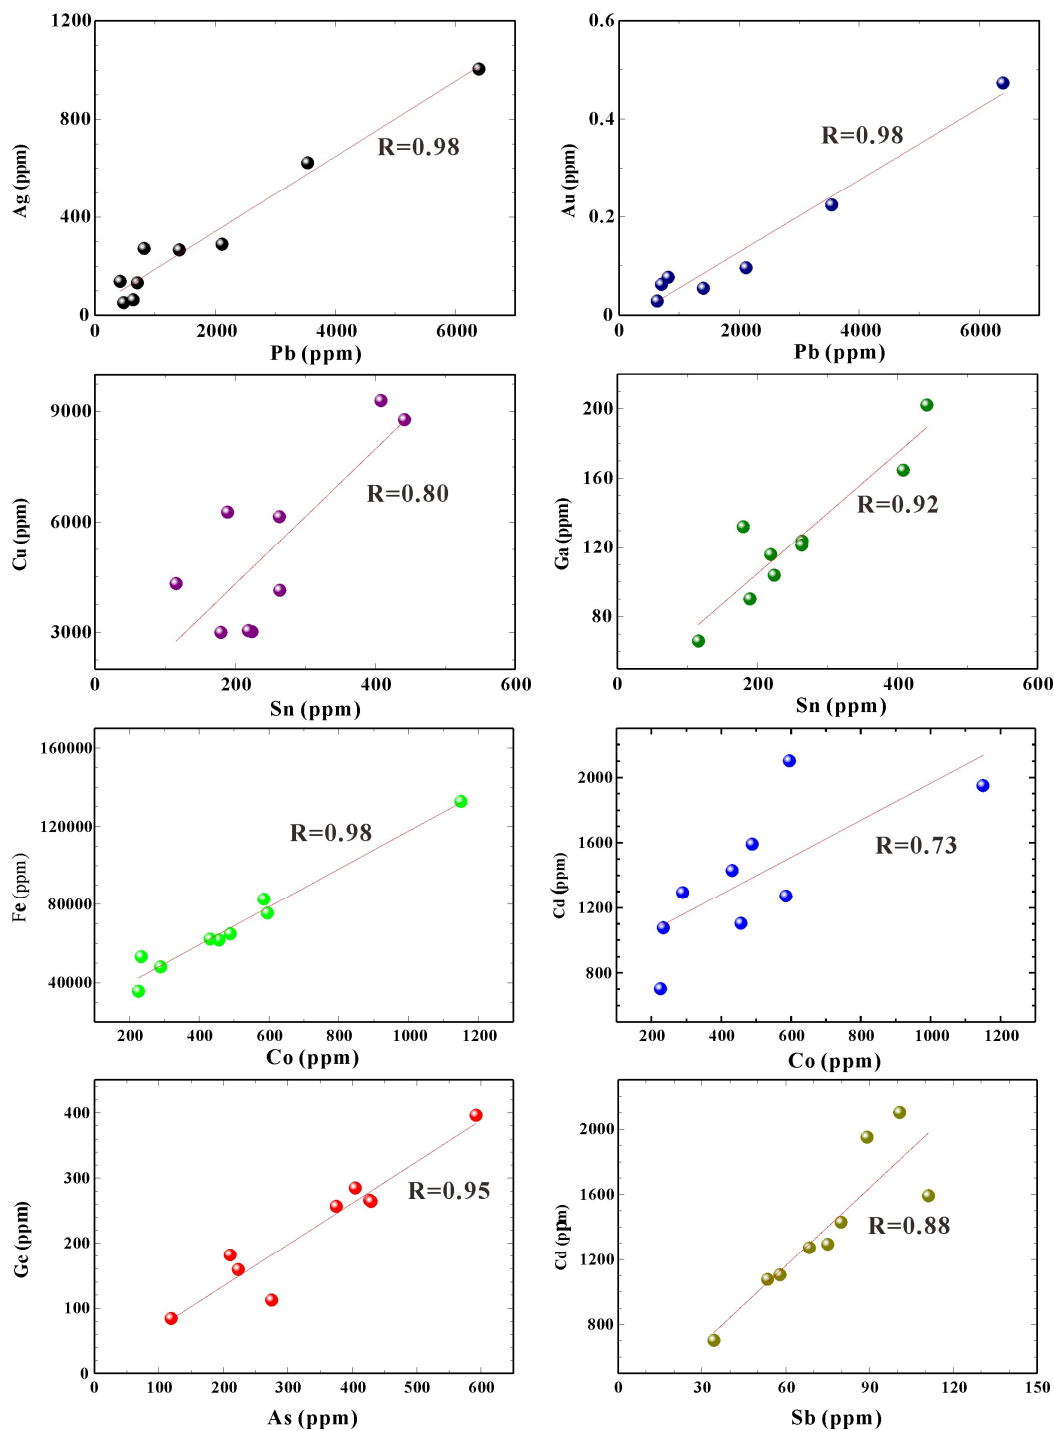 1200
800
400
0
Ag (ppm)
R=0.98
0 2000 4000 6000
Pb (ppm)
0.6
0.4
0.2
0
Au (ppm)
R=0.98
0 2000 4000 6000
Pb (ppm)
9000
6000
3000
Cu (ppm)
R=0.80
0 200 400 600
Sn (ppm)
200
160
120
80
Ga (ppm)
R=0.92
0 200 400 600
Sn (ppm)
160000
120000
80000
40000
Fe (ppm)
R=0.98
200 400 600 800 1000 1200
Co (ppm)
2000
1600
1200
800
Cd (ppm)
R=0.73
200 400 600 800 1000 1200
Co (ppm)
400
300
200
100
0
Ge (ppm)
R=0.95
0 100 200 300 400 500 600
As (ppm)
2000
1600
1200
800
Cd (ppm)
R=0.88
0 30 60 90 120 150
Sb (ppm)